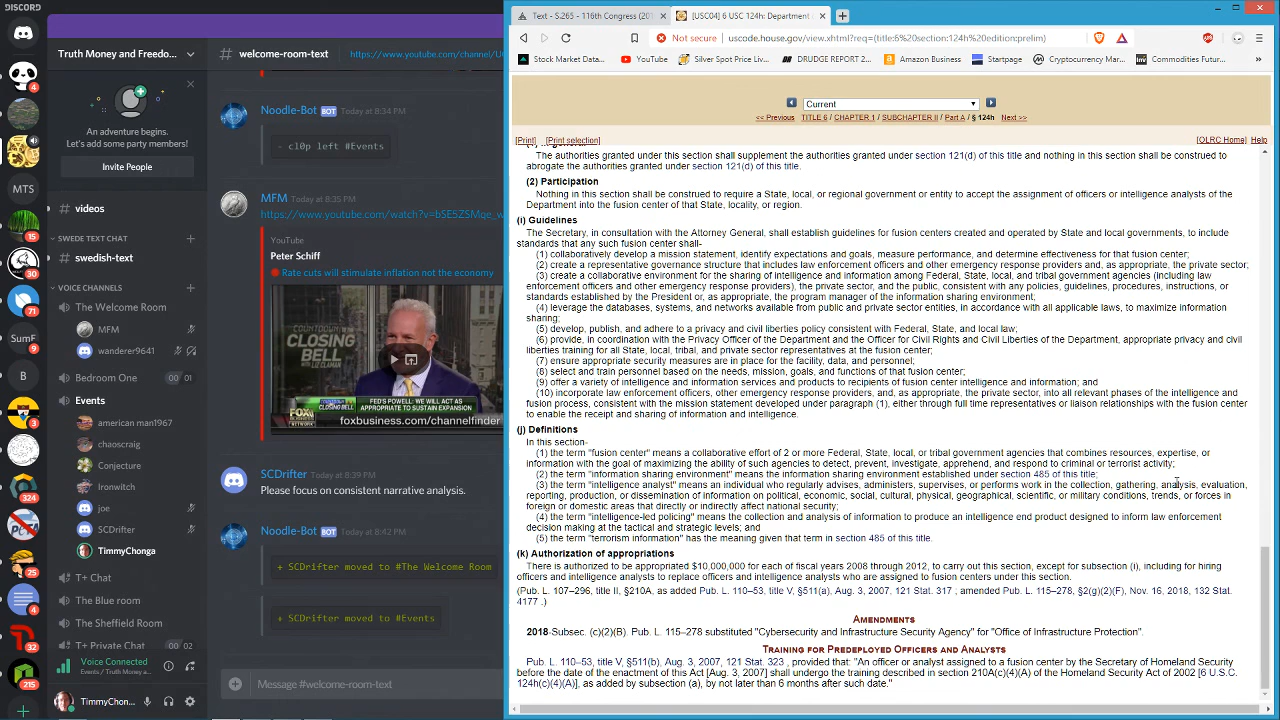 DISCORD
Truth Money and Freedo...
An adventure begins.
Let's add some party members!
Invite People
videos
SWEDE TEXT CHAT
swedish-text
VOICE CHANNELS
The Welcome Room
MFM
wanderer9641
Bedroom One 00 01
Events
american man1967
chaoscraig
Conjecture
Ironwitch
joe
SCDrifter
TimmyChonga
T+ Chat
The Blue room
The Sheffield Room
T+ Private Chat 00 02
Voice Connected
Events / Truth Money an
TimmyChon...
4
MTS
15
30
71
SumF
9
B
4
324
25
4
2
215
# welcome-room-text
https://www.youtube.com/channel/U
Noodle-Bot BOT Today at 8:34 PM
- cl0p left #Events
MFM Today at 8:35 PM
https://www.youtube.com/watch?v=bSE5ZSMqe_w
YouTube
Peter Schiff
Rate cuts will stimulate inflation not the economy
COUNTDOWN
CLOSING
BELL
WITH LIZ CLAMAN
FED'S POWELL: WE WILL ACT AS
APPROPRIATE TO SUSTAIN EXPANSION
foxbusiness.com/channelfinder
SCDrifter Today at 8:39 PM
Please focus on consistent narrative analysis.
Noodle-Bot BOT Today at 8:42 PM
+ SCDrifter moved to #The Welcome Room
+ SCDrifter moved to #Events
Message #welcome-room-text
Text - S.265 - 116th Congress (201
[USC04] 6 USC 124h: Department
Not secure uscode.house.gov/view.xhtml?req=(title:6%20section:124h%20edition:prelim)
Stock Market Data... YouTube Silver Spot Price Liv... DRUDGE REPORT 2... Amazon Business Startpage Cryptocurrency Mar... Commodities Futur...
Current
<< Previous TITLE 6 / CHAPTER 1 / SUBCHAPTER II / Part A / § 124h Next >>
[Print] [Print selection] [OLRC Home] Help
The authorities granted under this section shall supplement the authorities granted under section 121(d) of this title and nothing in this section shall be construed to
abrogate the authorities granted under section 121(d) of this title.
(2) Participation
Nothing in this section shall be construed to require a State, local, or regional government or entity to accept the assignment of officers or intelligence analysts of the
Department into the fusion center of that State, locality, or region.
(i) Guidelines
The Secretary, in consultation with the Attorney General, shall establish guidelines for fusion centers created and operated by State and local governments, to include
standards that any such fusion center shall-
(1) collaboratively develop a mission statement, identify expectations and goals, measure performance, and determine effectiveness for that fusion center;
(2) create a representative governance structure that includes law enforcement officers and other emergency response providers and, as appropriate, the private sector;
(3) create a collaborative environment for the sharing of intelligence and information among Federal, State, local, and tribal government agencies (including law
enforcement officers and other emergency response providers), the private sector, and the public, consistent with any policies, guidelines, procedures, instructions, or
standards established by the President or, as appropriate, the program manager of the information sharing environment;
(4) leverage the databases, systems, and networks available from public and private sector entities, in accordance with all applicable laws, to maximize information
sharing;
(5) develop, publish, and adhere to a privacy and civil liberties policy consistent with Federal, State, and local law;
(6) provide, in coordination with the Privacy Officer of the Department and the Officer for Civil Rights and Civil Liberties of the Department, appropriate privacy and civil
liberties training for all State, local, tribal, and private sector representatives at the fusion center;
(7) ensure appropriate security measures are in place for the facility, data, and personnel;
(8) select and train personnel based on the needs, mission, goals, and functions of that fusion center;
(9) offer a variety of intelligence and information services and products to recipients of fusion center intelligence and information; and
(10) incorporate law enforcement officers, other emergency response providers, and, as appropriate, the private sector, into all relevant phases of the intelligence and
fusion process, consistent with the mission statement developed under paragraph (1), either through full time representatives or liaison relationships with the fusion center
to enable the receipt and sharing of information and intelligence.
(j) Definitions
In this section-
(1) the term "fusion center" means a collaborative effort of 2 or more Federal, State, local, or tribal government agencies that combines resources, expertise, or
information with the goal of maximizing the ability of such agencies to detect, prevent, investigate, apprehend, and respond to criminal or terrorist activity;
(2) the term "information sharing environment" means the information sharing environment established under section 485 of this title;
(3) the term "intelligence analyst" means an individual who regularly advises, administers, supervises, or performs work in the collection, gathering, analysis, evaluation,
reporting, production, or dissemination of information on political, economic, social, cultural, physical, geographical, scientific, or military conditions, trends, or forces in
foreign or domestic areas that directly or indirectly affect national security;
(4) the term "intelligence-led policing" means the collection and analysis of information to produce an intelligence end product designed to inform law enforcement
decision making at the tactical and strategic levels; and
(5) the term "terrorism information" has the meaning given that term in section 485 of this title.
(k) Authorization of appropriations
There is authorized to be appropriated $10,000,000 for each of fiscal years 2008 through 2012, to carry out this section, except for subsection (i), including for hiring
officers and intelligence analysts to replace officers and intelligence analysts who are assigned to fusion centers under this section.
(Pub. L. 107–296, title II, §210A, as added Pub. L. 110–53, title V, §511(a), Aug. 3, 2007, 121 Stat. 317 ; amended Pub. L. 115–278, §2(g)(2)(F), Nov. 16, 2018, 132 Stat.
4177 .)
AMENDMENTS
2018-Subsec. (c)(2)(B). Pub. L. 115–278 substituted "Cybersecurity and Infrastructure Security Agency" for "Office of Infrastructure Protection".
TRAINING FOR PREDEPLOYED OFFICERS AND ANALYSTS
Pub. L. 110–53, title V, §511(b), Aug. 3, 2007, 121 Stat. 323 , provided that: "An officer or analyst assigned to a fusion center by the Secretary of Homeland Security
before the date of the enactment of this Act [Aug. 3, 2007] shall undergo the training described in section 210A(c)(4)(A) of the Homeland Security Act of 2002 [6 U.S.C.
124h(c)(4)(A)], as added by subsection (a), by not later than 6 months after such date."